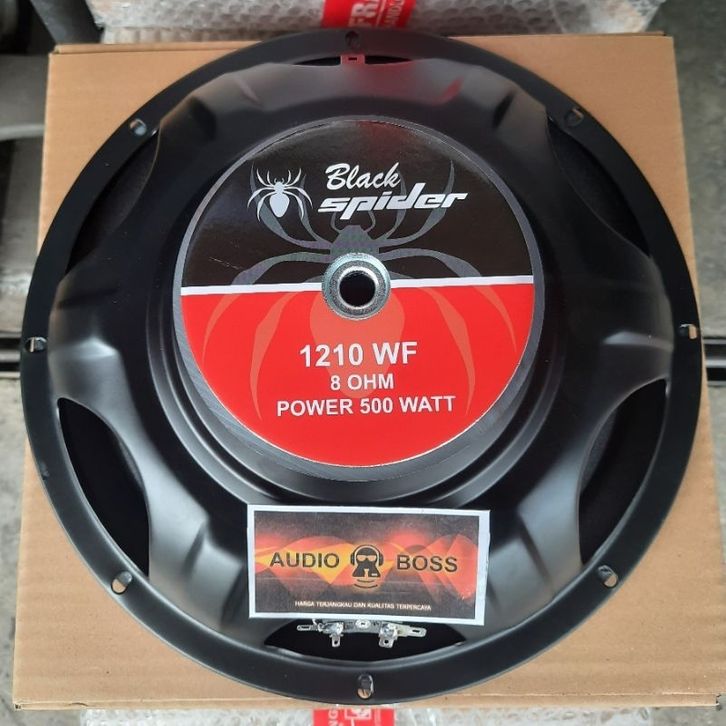 Black
spider
1210 WF
8 OHM
POWER 500 WATT
AUDIO BOSS
HARGA TERJANGKAU DAN KUALITAS TERPERCAYA